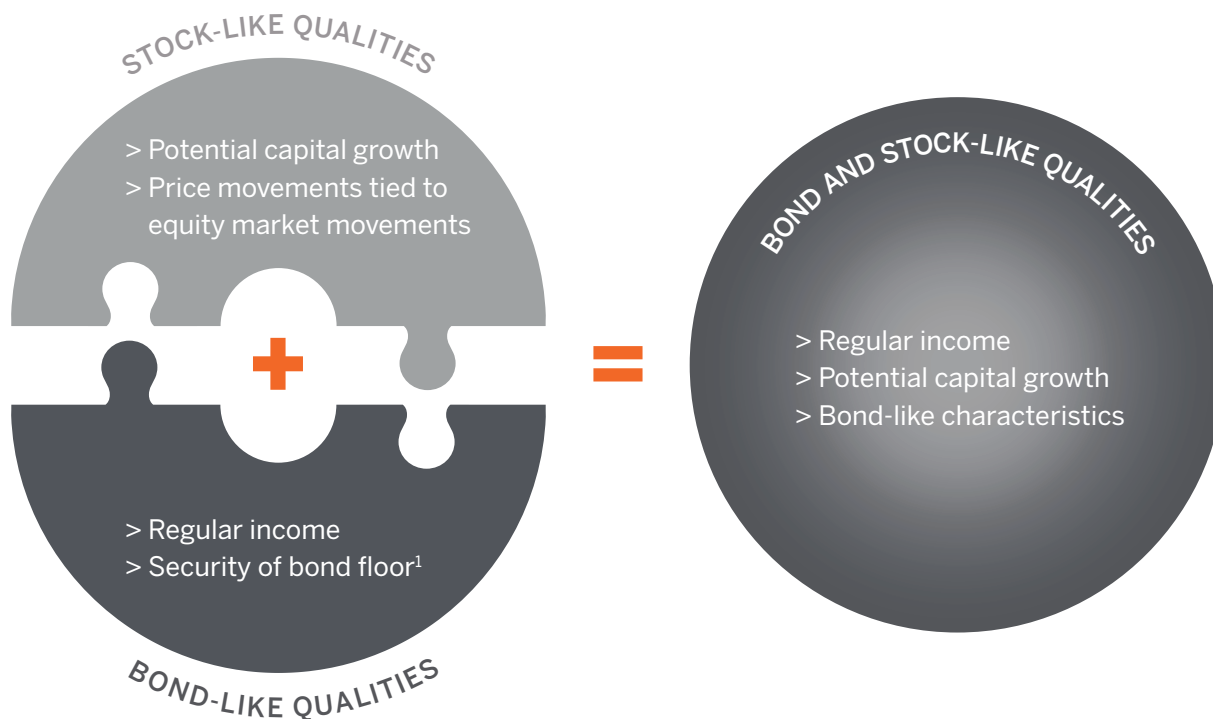 STOCK-LIKE QUALITIES
> Potential capital growth
> Price movements tied to
equity market movements
+
> Regular income
> Security of bond floor¹
BOND-LIKE QUALITIES
=
BOND AND STOCK-LIKE QUALITIES
> Regular income
> Potential capital growth
> Bond-like characteristics